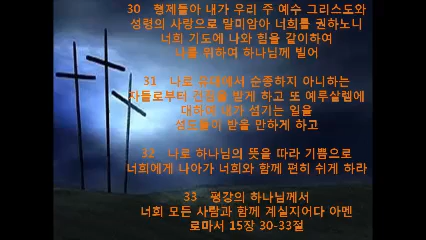 30 형제들아 내가 우리 주 예수 그리스도와
성령의 사랑으로 말미암아 너희를 권하노니
너희 기도에 나와 힘을 같이하여
나를 위하여 하나님께 빌어
31 나로 유대에서 순종하지 아니하는
자들로부터 건짐을 받게 하고 또 예루살렘에
대하여 내가 섬기는 일을
성도들이 받을 만하게 하고
32 나로 하나님의 뜻을 따라 기쁨으로
너희에게 나아가 너희와 함께 편히 쉬게 하라
33 평강의 하나님께서
너희 모든 사람과 함께 계실지어다 아멘
로마서 15장 30-33절